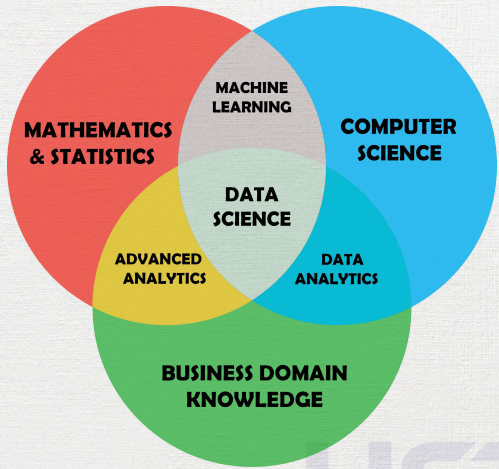 MACHINE
LEARNING
MATHEMATICS
& STATISTICS
COMPUTER
SCIENCE
DATA
SCIENCE
ADVANCED
ANALYTICS
DATA
ANALYTICS
BUSINESS DOMAIN
KNOWLEDGE